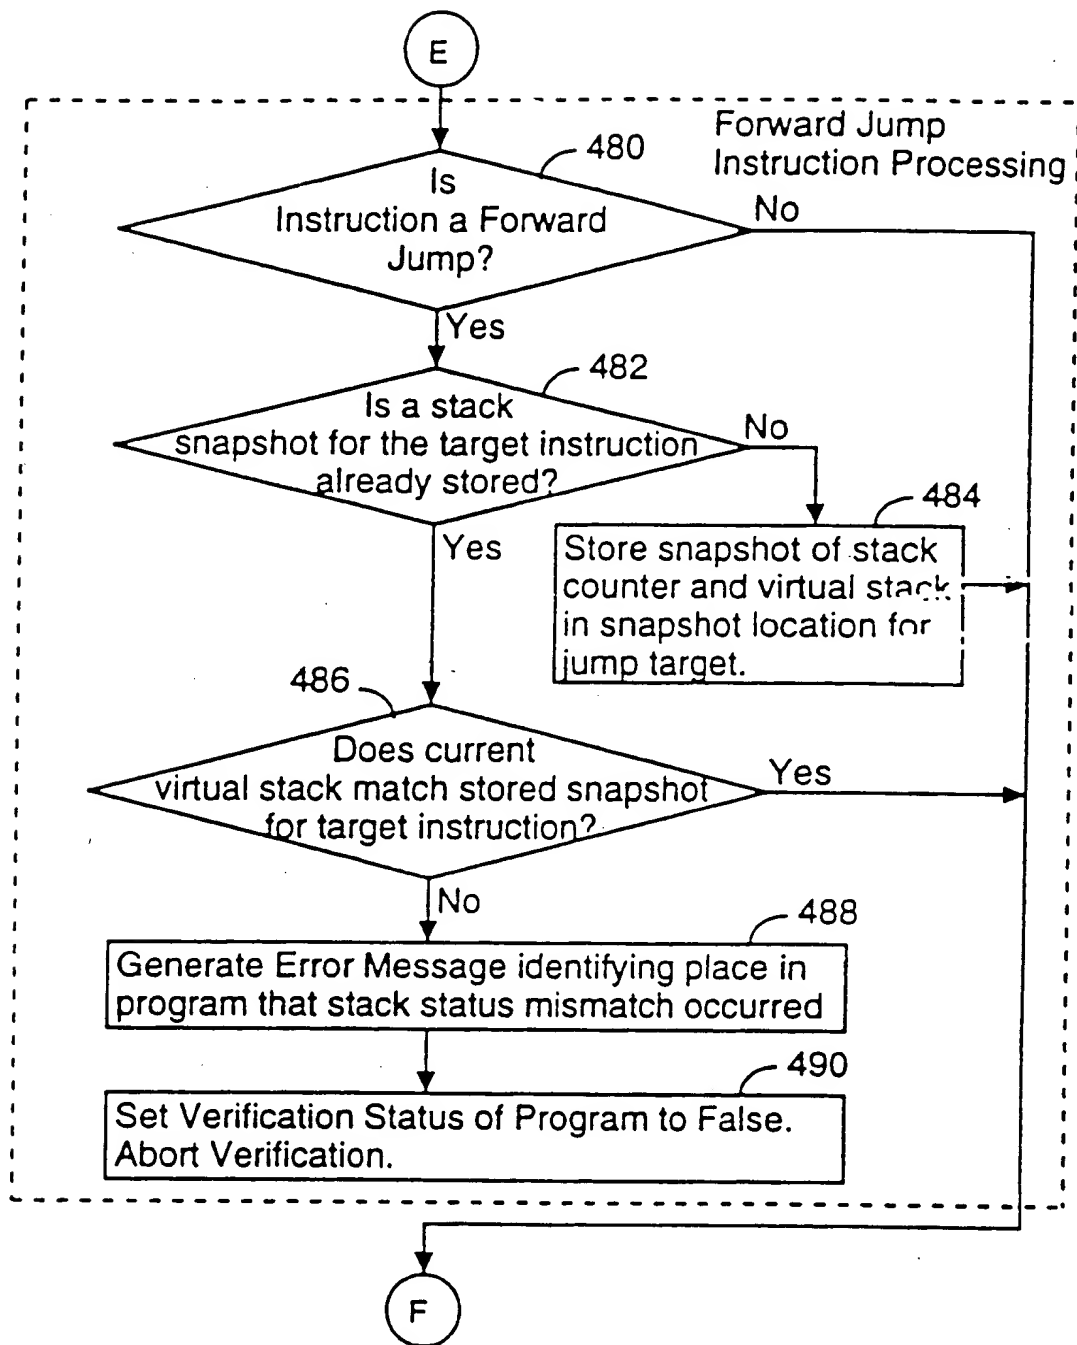 E
Forward Jump
Instruction Processing
480
Is
Instruction a Forward
Jump?
No
Yes
482
Is a stack
snapshot for the target instruction
already stored?
No
Yes
484
Store snapshot of stack
counter and virtual stack
in snapshot location for
jump target.
486
Does current
virtual stack match stored snapshot
for target instruction?
Yes
No
488
Generate Error Message identifying place in
program that stack status mismatch occurred
490
Set Verification Status of Program to False.
Abort Verification.
F